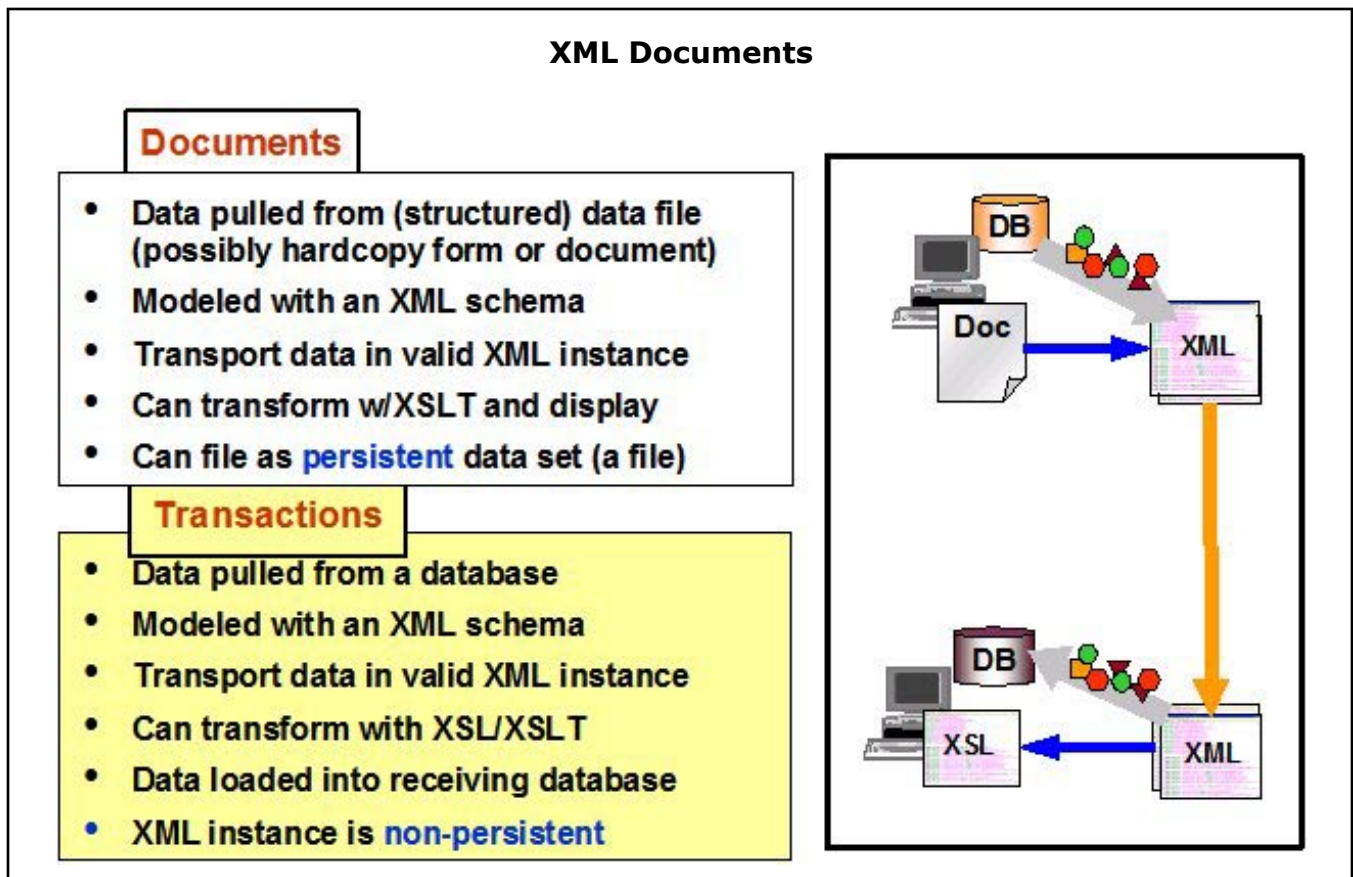 XML Documents
Documents
• Data pulled from (structured) data file
(possibly hardcopy form or document)
• Modeled with an XML schema
• Transport data in valid XML instance
• Can transform w/XSLT and display
• Can file as persistent data set (a file)
Transactions
• Data pulled from a database
• Modeled with an XML schema
• Transport data in valid XML instance
• Can transform with XSL/XSLT
• Data loaded into receiving database
• XML instance is non-persistent
DB
Doc
XML
DB
XSL
XML